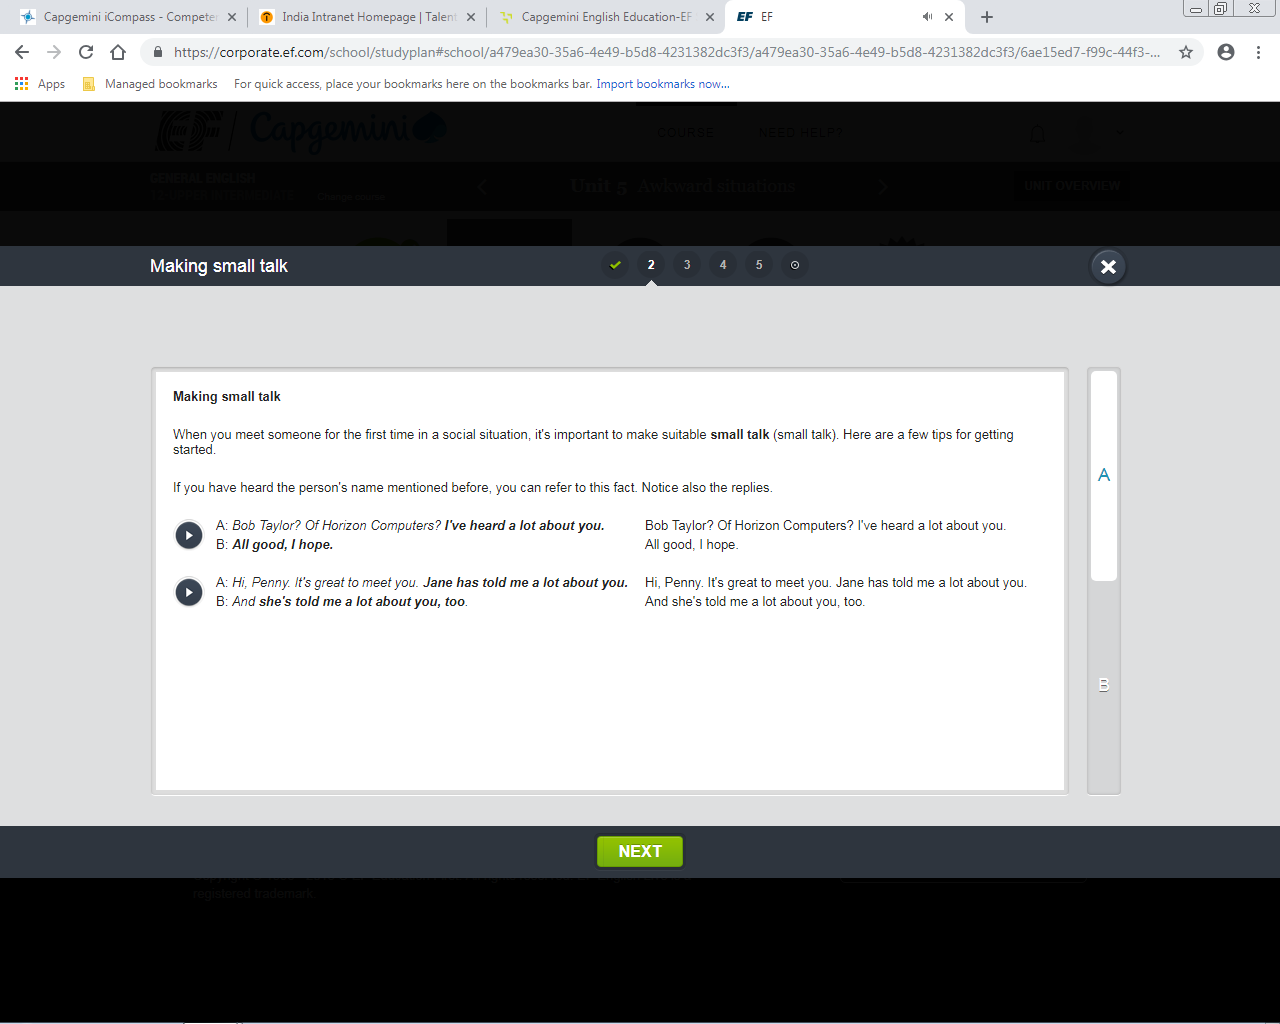 Capgemini iCompass - Compete
India Intranet Homepage | Talent
Capgemini English Education-EF
EF EF
https://corporate.ef.com/school/studyplan#school/a479ea30-35a6-4e49-b5d8-4231382dc3f3/a479ea30-35a6-4e49-b5d8-4231382dc3f3/6ae15ed7-f99c-44f3-...
Apps Managed bookmarks For quick access, place your bookmarks here on the bookmarks bar. Import bookmarks now...
EF | Capgemini
COURSE NEED HELP?
GENERAL ENGLISH
Unit 5 Awkward situations
UNIT OVERVIEW
Change course
Making small talk
2 3 4 5
Making small talk
When you meet someone for the first time in a social situation, it's important to make suitable small talk (small talk). Here are a few tips for getting
started.
If you have heard the person's name mentioned before, you can refer to this fact. Notice also the replies.
A: Bob Taylor? Of Horizon Computers? I've heard a lot about you. Bob Taylor? Of Horizon Computers? I've heard a lot about you.
B: All good, I hope. All good, I hope.
A: Hi, Penny. It's great to meet you. Jane has told me a lot about you. Hi, Penny. It's great to meet you. Jane has told me a lot about you.
B: And she's told me a lot about you, too. And she's told me a lot about you, too.
A
B
NEXT
registered trademark